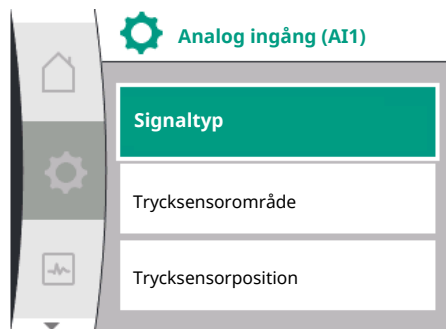 Analog ingång (AI1)
Signaltyp
Trycksensorområde
Trycksensorposition